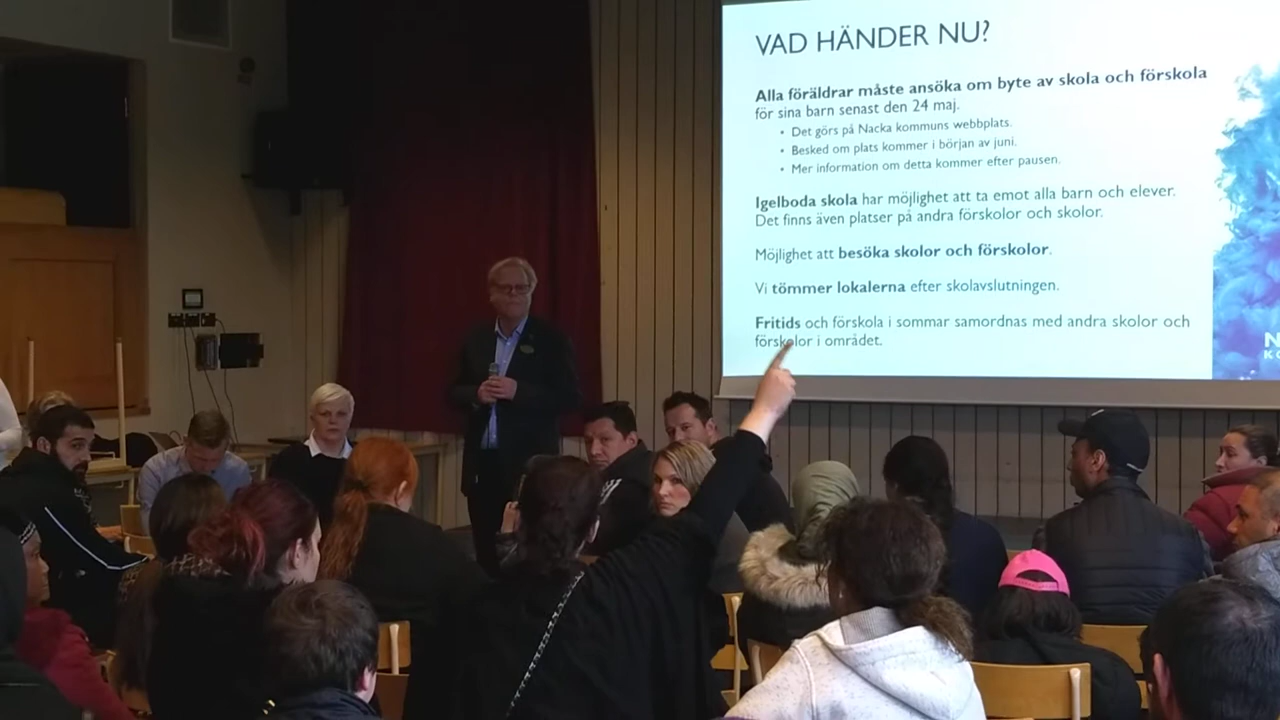 VAD HÄNDER NU?
Alla föräldrar måste ansöka om byte av skola och förskola
för sina barn senast den 24 maj.
• Det görs på Nacka kommuns webbplats.
• Besked om plats kommer i början av juni.
• Mer information om detta kommer efter pausen.
Igelboda skola har möjlighet att ta emot alla barn och elever.
Det finns även platser på andra förskolor och skolor.
Möjlighet att besöka skolor och förskolor.
Vi tömmer lokalerna efter skolavslutningen.
Fritids och förskola i sommar samordnas med andra skolor och
förskolor i området.